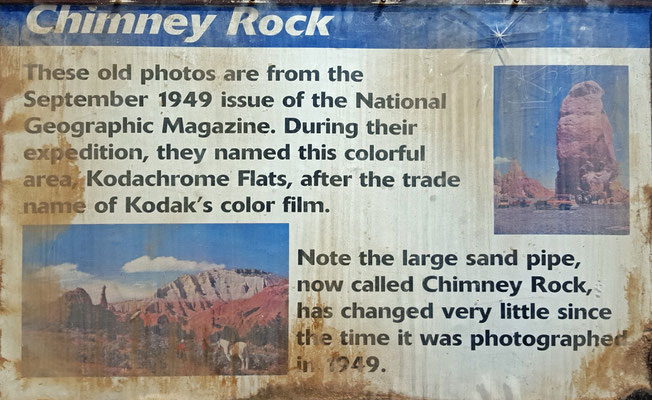 Chimney Rock
These old photos are from the
September 1949 issue of the National
Geographic Magazine. During their
expedition, they named this colorful
area, Kodachrome Flats, after the trade
name of Kodak's color film.
Note the large sand pipe,
now called Chimney Rock,
has changed very little since
the time it was photographed
in 1949.